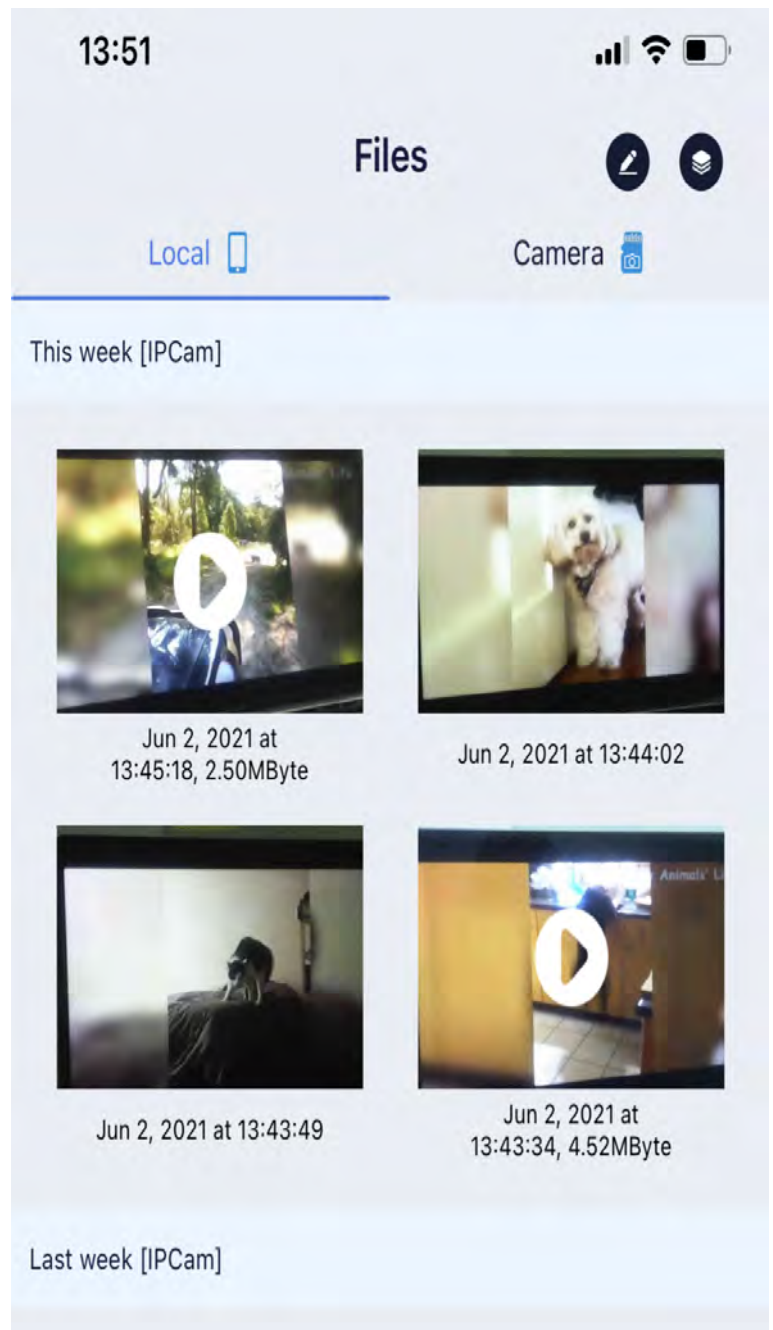 13:51
Files
Local
Camera
This week [IPCam]
Animals' Li
Jun 2, 2021 at
13:45:18, 2.50MByte
Jun 2, 2021 at 13:44:02
Jun 2, 2021 at 13:43:49
Jun 2, 2021 at
13:43:34, 4.52MByte
Last week [IPCam]